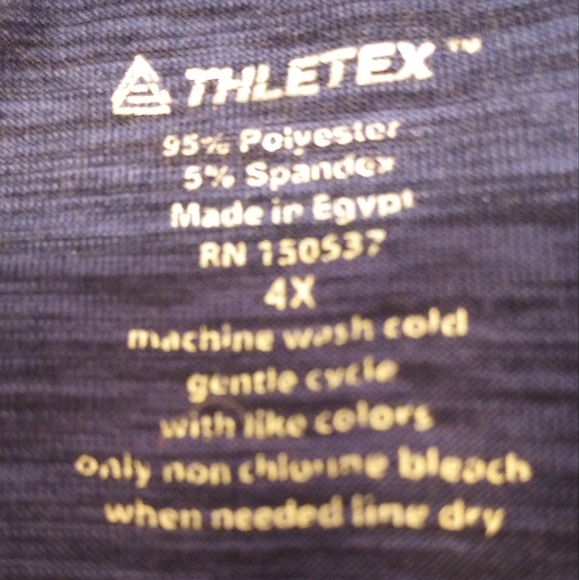 ATHLETEX™
95% Polyester
5% Spandex
Made in Egypt
RN 150537
4X
machine wash cold
gentle cycle
with like colors
only non chlorine bleach
when needed line dry